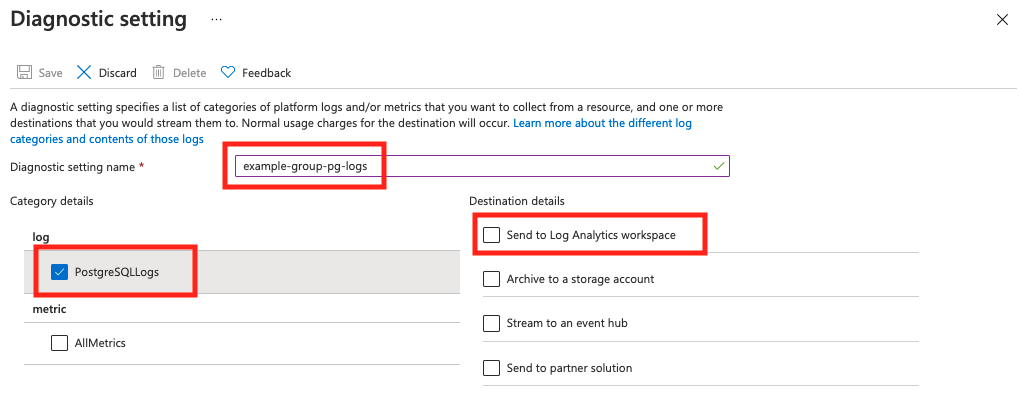 Diagnostic setting ...
Save Discard Delete Feedback
A diagnostic setting specifies a list of categories of platform logs and/or metrics that you want to collect from a resource, and one or more
destinations that you would stream them to. Normal usage charges for the destination will occur. Learn more about the different log
categories and contents of those logs
Diagnostic setting name * example-group-pg-logs
Category details
log
PostgreSQLLogs
metric
AllMetrics
Destination details
Send to Log Analytics workspace
Archive to a storage account
Stream to an event hub
Send to partner solution